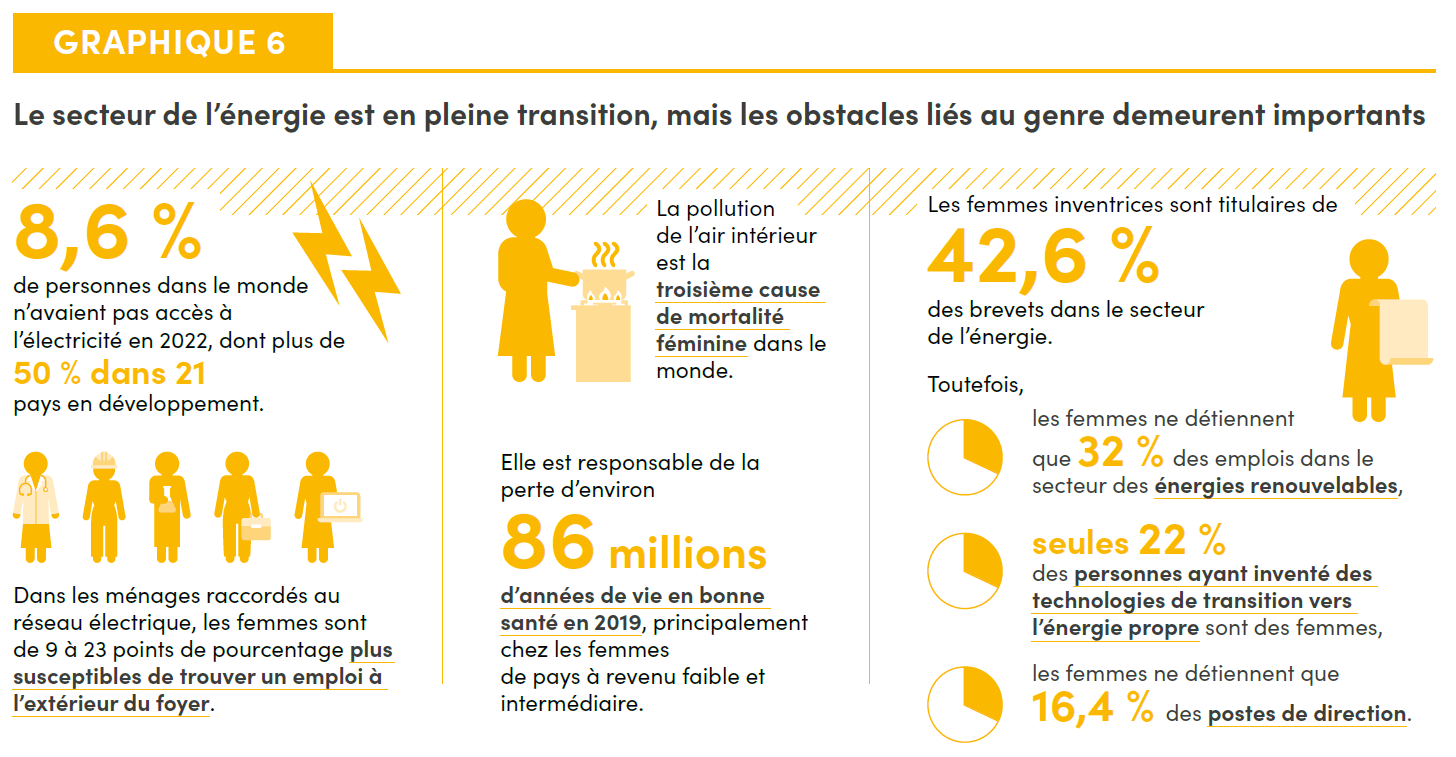 GRAPHIQUE 6
Le secteur de l’énergie est en pleine transition, mais les obstacles liés au genre demeurent importants
8,6 %
de personnes dans le monde
n’avaient pas accès à
l’électricité en 2022, dont plus de
50 % dans 21
pays en développement.
Dans les ménages raccordés au
réseau électrique, les femmes sont
de 9 à 23 points de pourcentage plus
susceptibles de trouver un emploi à
l’extérieur du foyer.
La pollution
de l’air intérieur
est la
troisième cause
de mortalité
féminine dans le
monde.
Elle est responsable de la
perte d’environ
86 millions
d’années de vie en bonne
santé en 2019, principalement
chez les femmes
de pays à revenu faible et
intermédiaire.
Les femmes inventrices sont titulaires de
42,6 %
des brevets dans le secteur
de l’énergie.
Toutefois,
les femmes ne détiennent
que 32 % des emplois dans le
secteur des énergies renouvelables,
seules 22 %
des personnes ayant inventé des
technologies de transition vers
l’énergie propre sont des femmes,
les femmes ne détiennent que
16,4 % des postes de direction.